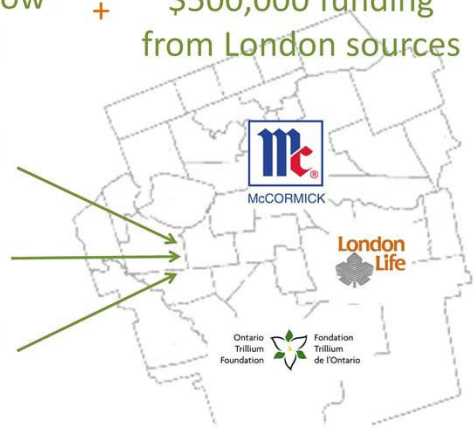 + $500,000 funding
from London sources
Mc
McCORMICK
London
Life
Ontario
Trillium
Foundation
Fondation
Trillium
de l'Ontario